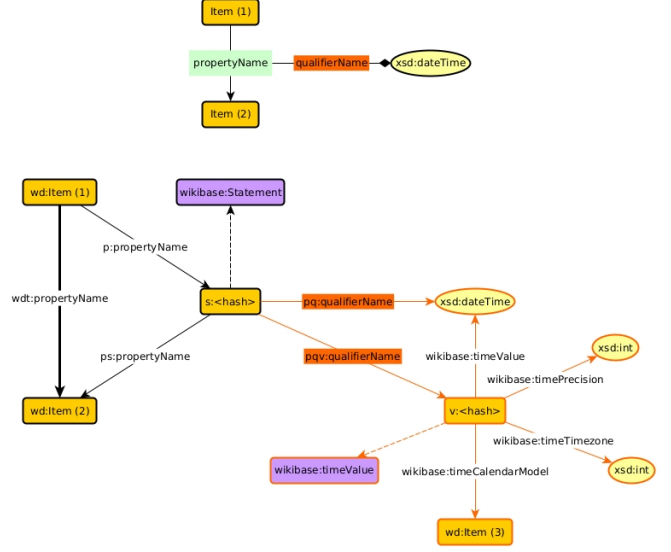 Item (1)
propertyName
qualifierName
xsd:dateTime
Item (2)
wd:Item (1)
wikibase:Statement
p:propertyName
wdt:propertyName
s:<hash>
pq:qualifierName
xsd:dateTime
ps:propertyName
pqv:qualifierName
wikibase:timeValue
xsd:int
wikibase:timePrecision
wd:Item (2)
v:<hash>
wikibase:timeTimezone
wikibase:timeValue
wikibase:timeCalendarModel
xsd:int
wd:Item (3)